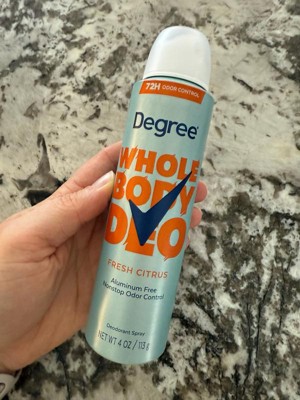 72H ODOR CONTROL
Degree®
WHOLE
BODY
DEO
FRESH CITRUS
Aluminum Free
Nonstop Odor Control
Deodorant Spray
NET WT 4 OZ / 113 g